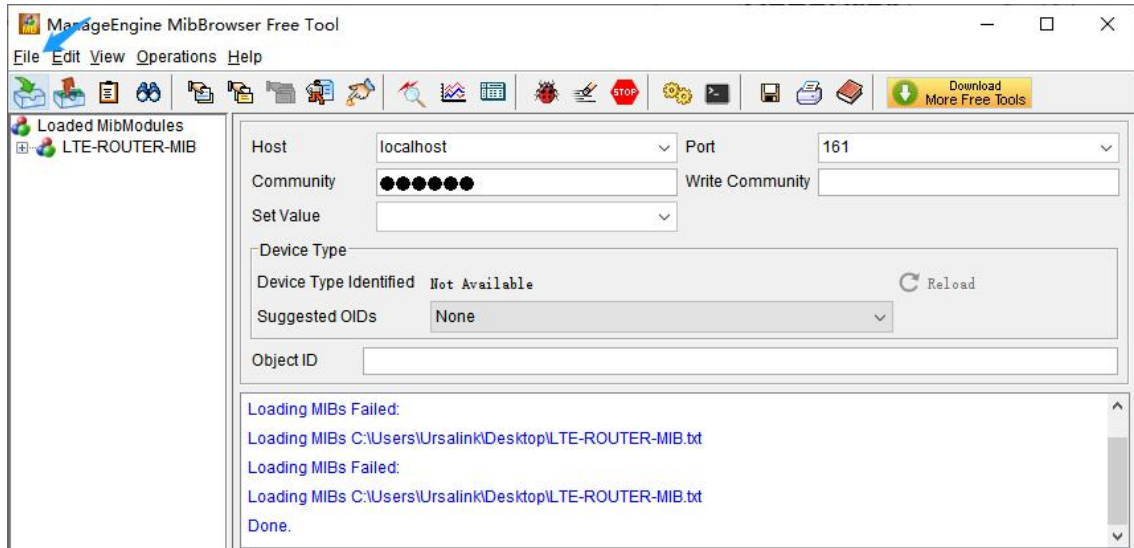 ManageEngine MibBrowser Free Tool
File Edit View Operations Help
STOP
Download
More Free Tools
Loaded MibModules
LTE-ROUTER-MIB
Host localhost Port 161
Community ●●●●●● Write Community
Set Value
Device Type
Device Type Identified Not Available Reload
Suggested OIDs None
Object ID
Loading MIBs Failed:
Loading MIBs C:\Users\Ursalink\Desktop\LTE-ROUTER-MIB.txt
Loading MIBs Failed:
Loading MIBs C:\Users\Ursalink\Desktop\LTE-ROUTER-MIB.txt
Done.